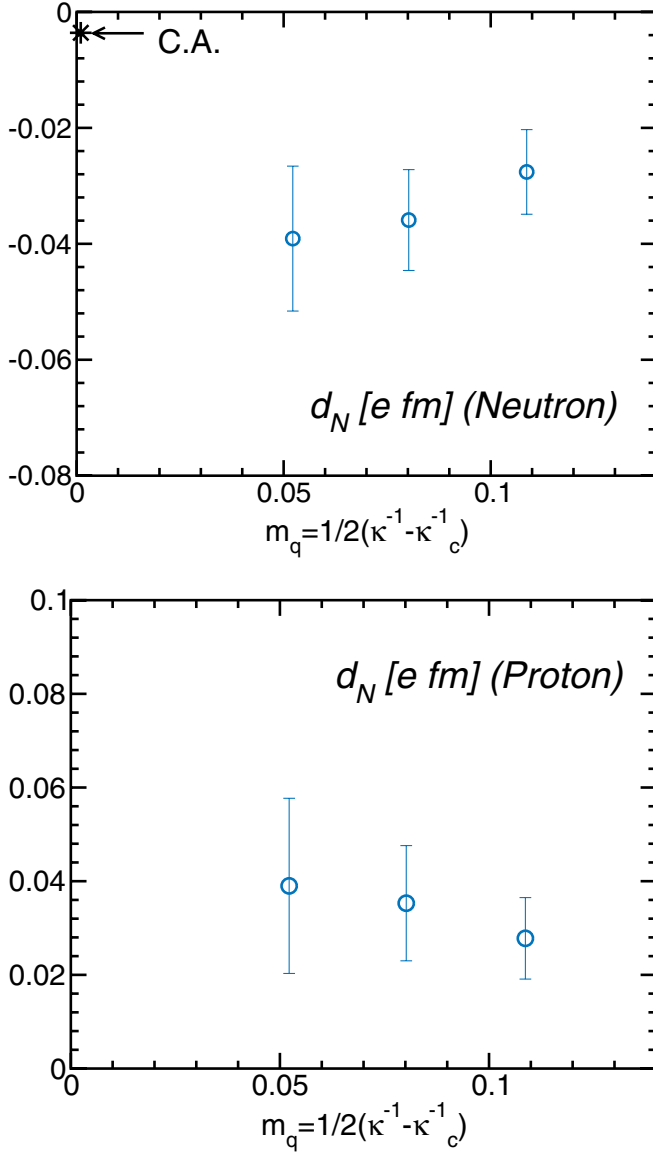 0
C.A.
-0.02
-0.04
-0.06
d_N [e fm] (Neutron)
-0.08
0 0.05 0.1
m_q=1/2(κ^-1-κ^-1_c)
0.1
d_N [e fm] (Proton)
0.08
0.06
0.04
0.02
0
0 0.05 0.1
m_q=1/2(κ^-1-κ^-1_c)